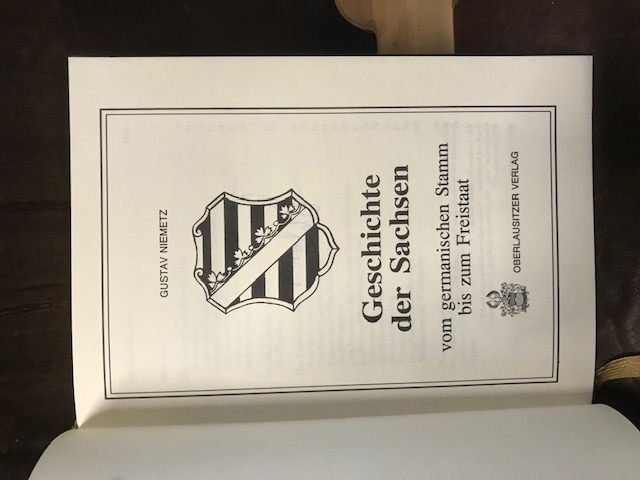 GUSTAV NIEMETZ
Geschichte
der Sachsen
vom germanischen Stamm
bis zum Freistaat
OBERLAUSITZER VERLAG